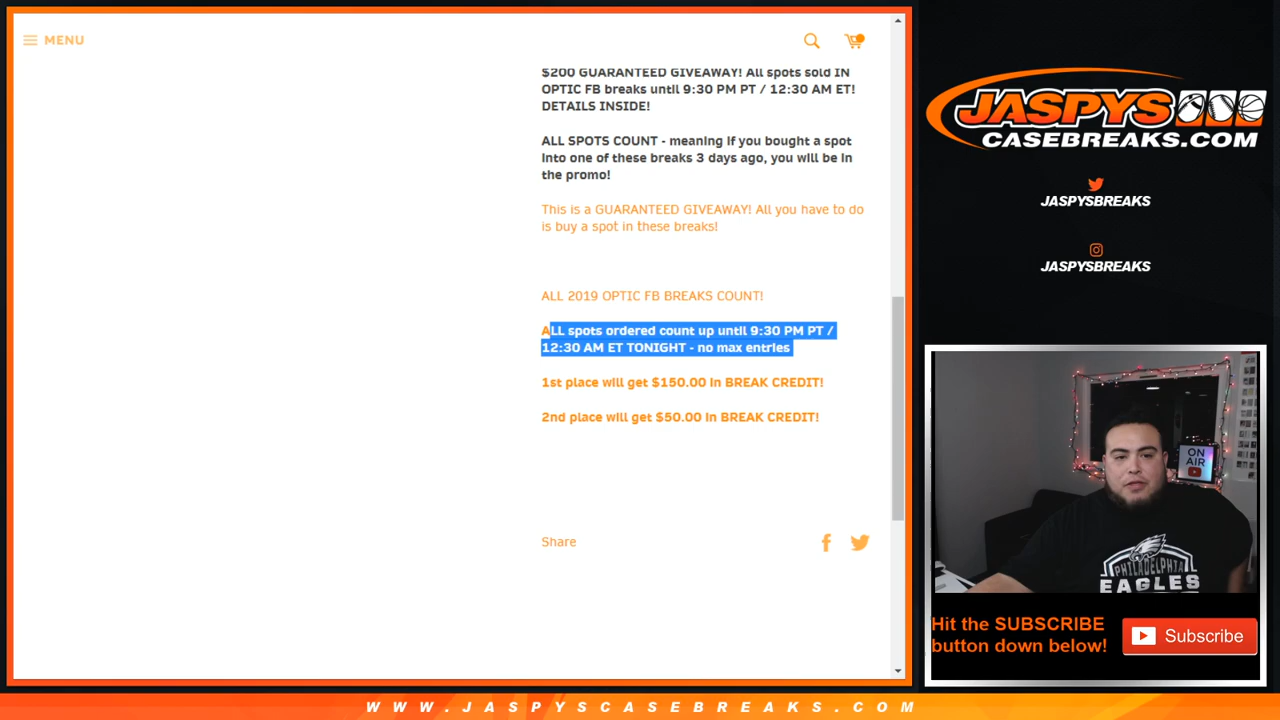 MENU
$200 GUARANTEED GIVEAWAY! All spots sold IN
OPTIC FB breaks until 9:30 PM PT / 12:30 AM ET!
DETAILS INSIDE!
ALL SPOTS COUNT - meaning if you bought a spot
into one of these breaks 3 days ago, you will be in
the promo!
This is a GUARANTEED GIVEAWAY! All you have to do
is buy a spot in these breaks!
ALL 2019 OPTIC FB BREAKS COUNT!
ALL spots ordered count up until 9:30 PM PT /
12:30 AM ET TONIGHT - no max entries
1st place will get $150.00 in BREAK CREDIT!
2nd place will get $50.00 in BREAK CREDIT!
Share
JASPYS
CASEBREAKS.COM
JASPYSBREAKS
JASPYSBREAKS
ON
AIR
PHILADELPHIA
EAGLES
Hit the SUBSCRIBE
button down below!
Subscribe
WWW.JASPYSCASEBREAKS.COM